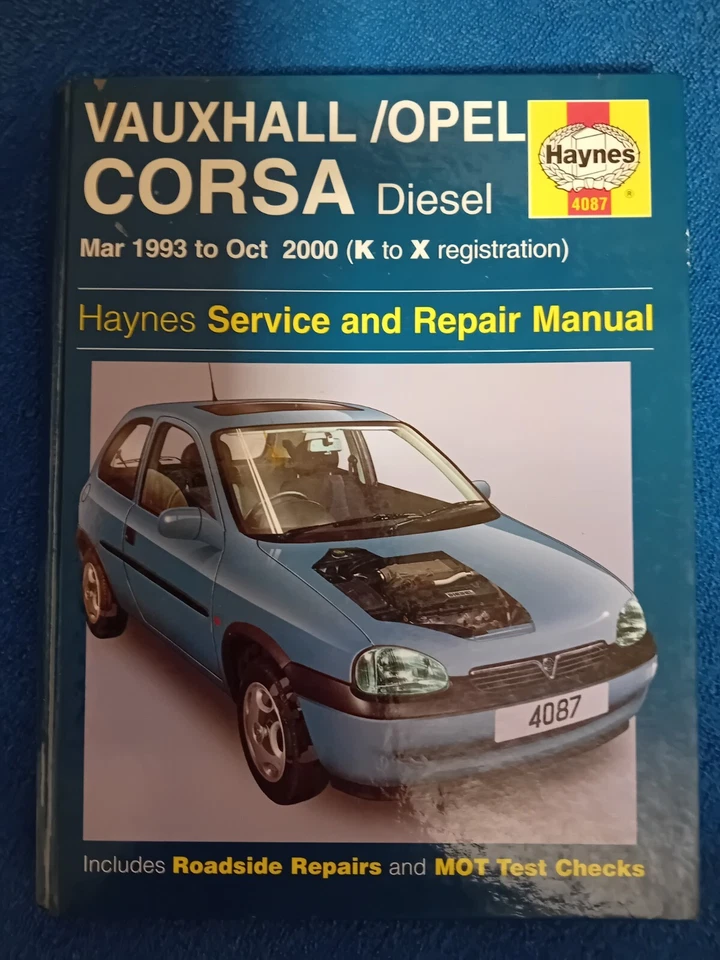 VAUXHALL /OPEL
CORSA Diesel
Haynes
®
4087
Mar 1993 to Oct 2000 (K to X registration)
Haynes Service and Repair Manual
4087
Includes Roadside Repairs and MOT Test Checks